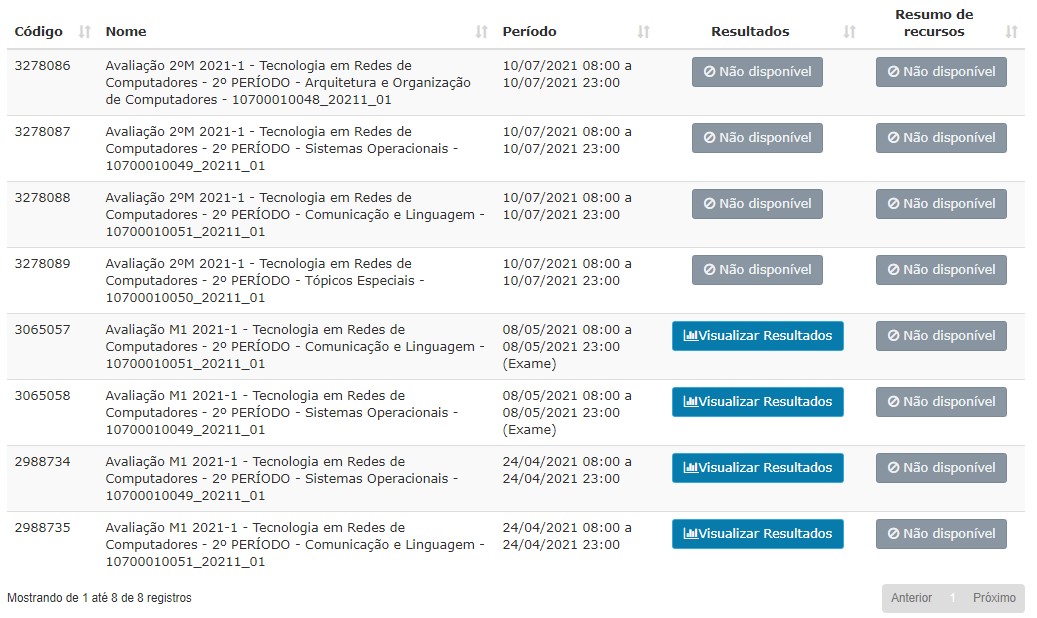 Código Nome Período Resultados Resumo de recursos
3278086 Avaliação 2ºM 2021-1 - Tecnologia em Redes de 10/07/2021 08:00 a Não disponível Não disponível
Computadores - 2º PERÍODO - Arquitetura e Organização 10/07/2021 23:00
de Computadores - 10700010048_20211_01
3278087 Avaliação 2ºM 2021-1 - Tecnologia em Redes de 10/07/2021 08:00 a Não disponível Não disponível
Computadores - 2º PERÍODO - Sistemas Operacionais - 10/07/2021 23:00
10700010049_20211_01
3278088 Avaliação 2ºM 2021-1 - Tecnologia em Redes de 10/07/2021 08:00 a Não disponível Não disponível
Computadores - 2º PERÍODO - Comunicação e Linguagem - 10/07/2021 23:00
10700010051_20211_01
3278089 Avaliação 2ºM 2021-1 - Tecnologia em Redes de 10/07/2021 08:00 a Não disponível Não disponível
Computadores - 2º PERÍODO - Tópicos Especiais - 10/07/2021 23:00
10700010050_20211_01
3065057 Avaliação M1 2021-1 - Tecnologia em Redes de 08/05/2021 08:00 a Visualizar Resultados Não disponível
Computadores - 2º PERÍODO - Comunicação e Linguagem - 08/05/2021 23:00
10700010051_20211_01 (Exame)
3065058 Avaliação M1 2021-1 - Tecnologia em Redes de 08/05/2021 08:00 a Visualizar Resultados Não disponível
Computadores - 2º PERÍODO - Sistemas Operacionais - 08/05/2021 23:00
10700010049_20211_01 (Exame)
2988734 Avaliação M1 2021-1 - Tecnologia em Redes de 24/04/2021 08:00 a Visualizar Resultados Não disponível
Computadores - 2º PERÍODO - Sistemas Operacionais - 24/04/2021 23:00
10700010049_20211_01
2988735 Avaliação M1 2021-1 - Tecnologia em Redes de 24/04/2021 08:00 a Visualizar Resultados Não disponível
Computadores - 2º PERÍODO - Comunicação e Linguagem - 24/04/2021 23:00
10700010051_20211_01
Mostrando de 1 até 8 de 8 registros Anterior 1 Próximo